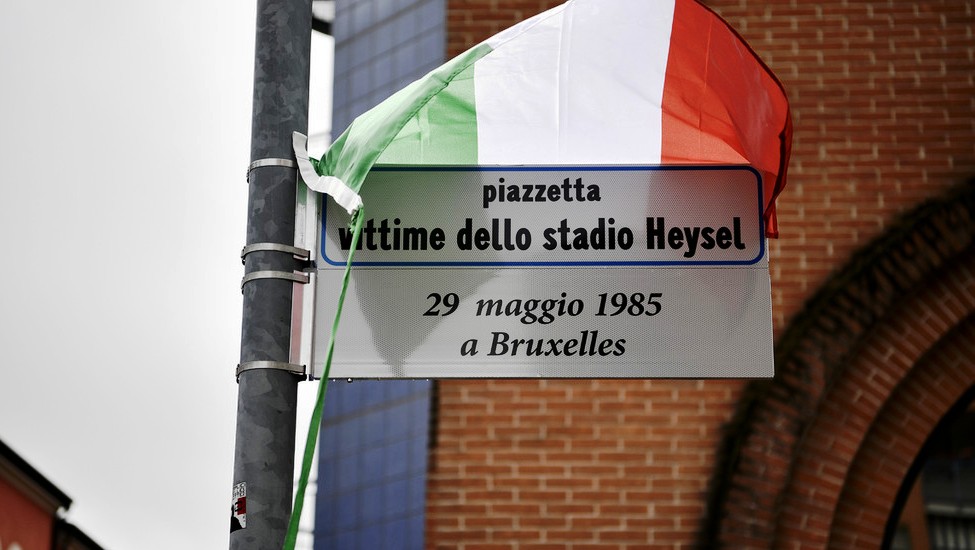 piazzetta
vittime dello stadio Heysel
29 maggio 1985
a Bruxelles